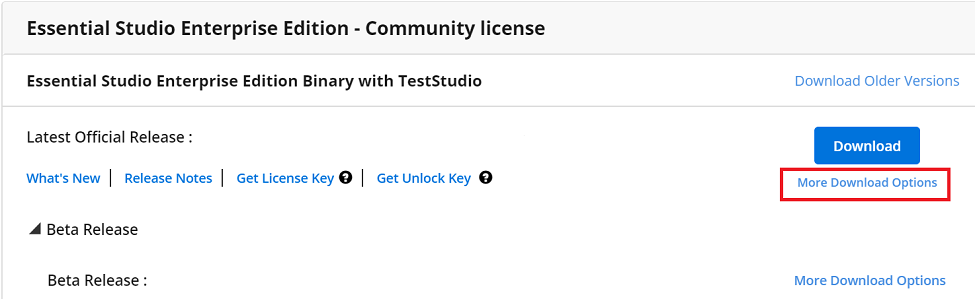 Essential Studio Enterprise Edition - Community license
Essential Studio Enterprise Edition Binary with TestStudio
Download Older Versions
Latest Official Release :
Download
What's New | Release Notes | Get License Key ? | Get Unlock Key ?
More Download Options
Beta Release
Beta Release :
More Download Options